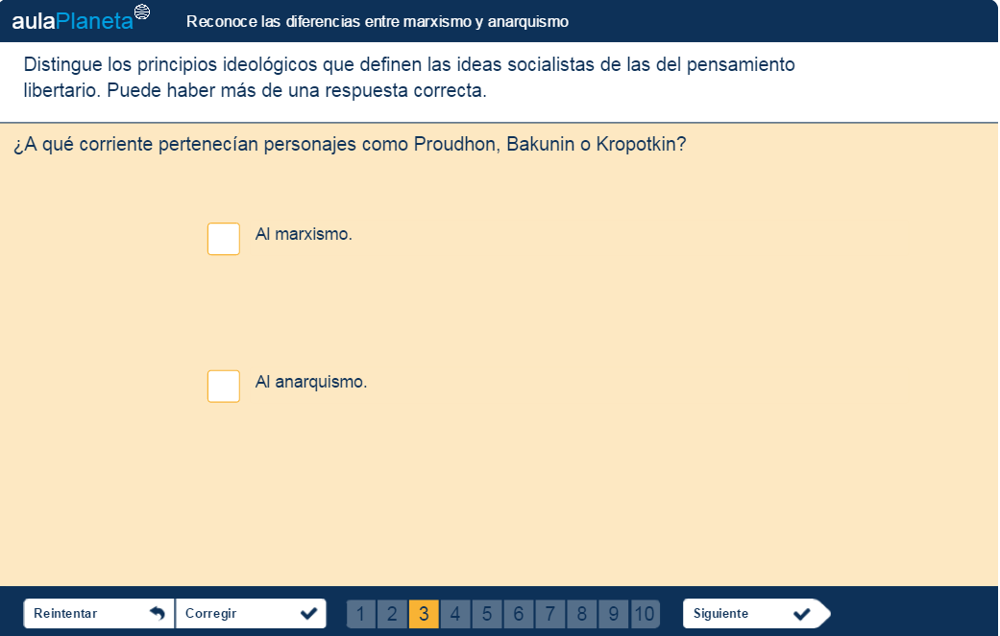 aulaPlaneta
Reconoce las diferencias entre marxismo y anarquismo
Distingue los principios ideológicos que definen las ideas socialistas de las del pensamiento
libertario. Puede haber más de una respuesta correcta.
¿A qué corriente pertenecían personajes como Proudhon, Bakunin o Kropotkin?
Al marxismo.
Al anarquismo.
Reintentar Corregir 1 2 3 4 5 6 7 8 9 10 Siguiente